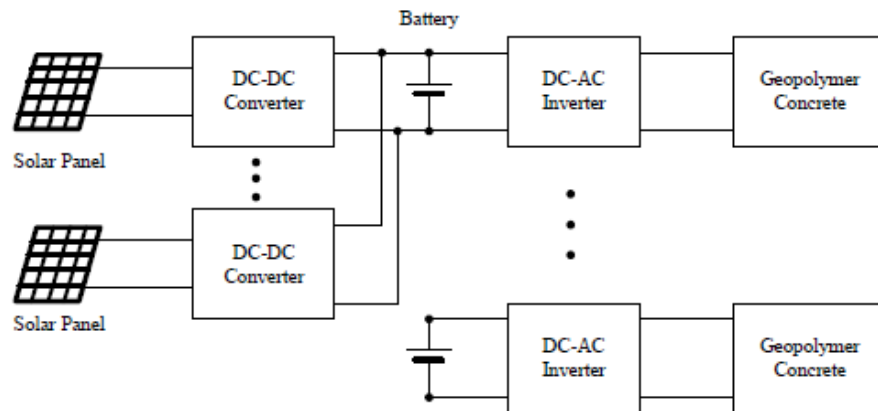 Battery
DC-DC
Converter
DC-AC
Inverter
Geopolymer
Concrete
Solar Panel
DC-DC
Converter
Solar Panel
DC-AC
Inverter
Geopolymer
Concrete